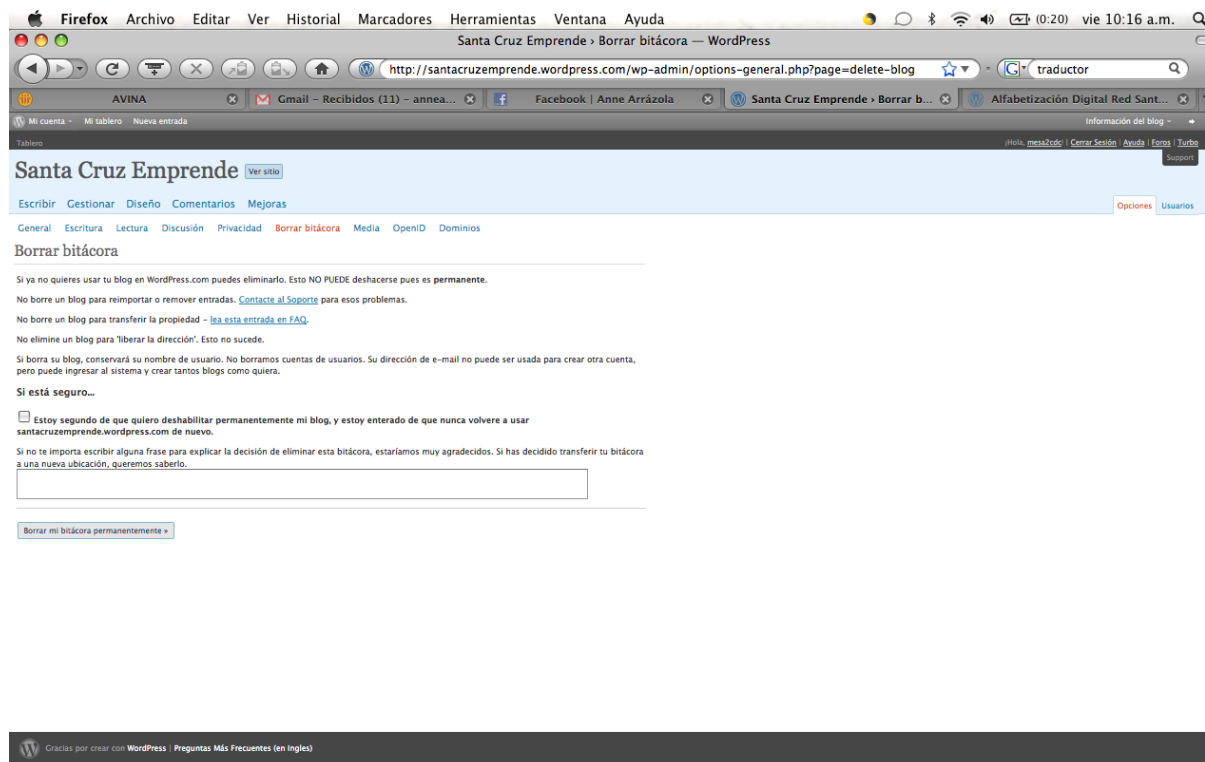 Firefox Archivo Editar Ver Historial Marcadores Herramientas Ventana Ayuda (0:20) vie 10:16 a.m.
Santa Cruz Emprende › Borrar bitácora — WordPress
http://santacruzemprende.wordpress.com/wp-admin/options-general.php?page=delete-blog traductor
AVINA Gmail – Recibidos (11) – annea... Facebook | Anne Arrázola Santa Cruz Emprende › Borrar b... Alfabetización Digital Red Sant...
Mi cuenta Mi tablero Nueva entrada Información del blog
Tablero ¡Hola, mesa2cdc! | Cerrar Sesión | Ayuda | Foros | Turbo
Support
Santa Cruz Emprende Ver sitio
Escribir Gestionar Diseño Comentarios Mejoras Opciones Usuarios
General Escritura Lectura Discusión Privacidad Borrar bitácora Media OpenID Dominios
Borrar bitácora
Si ya no quieres usar tu blog en WordPress.com puedes eliminarlo. Esto NO PUEDE deshacerse pues es permanente.
No borre un blog para reimportar o remover entradas. Contacte al Soporte para esos problemas.
No borre un blog para transferir la propiedad – lea esta entrada en FAQ.
No elimine un blog para 'liberar la dirección'. Esto no sucede.
Si borra su blog, conservará su nombre de usuario. No borramos cuentas de usuarios. Su dirección de e-mail no puede ser usada para crear otra cuenta,
pero puede ingresar al sistema y crear tantos blogs como quiera.
Si está seguro...
Estoy segundo de que quiero deshabilitar permanentemente mi blog, y estoy enterado de que nunca volvere a usar
santacruzemprende.wordpress.com de nuevo.
Si no te importa escribir alguna frase para explicar la decisión de eliminar esta bitácora, estaríamos muy agradecidos. Si has decidido transferir tu bitácora
a una nueva ubicación, queremos saberlo.
Borrar mi bitácora permanentemente »
Gracias por crear con WordPress | Preguntas Más Frecuentes (en Ingles)